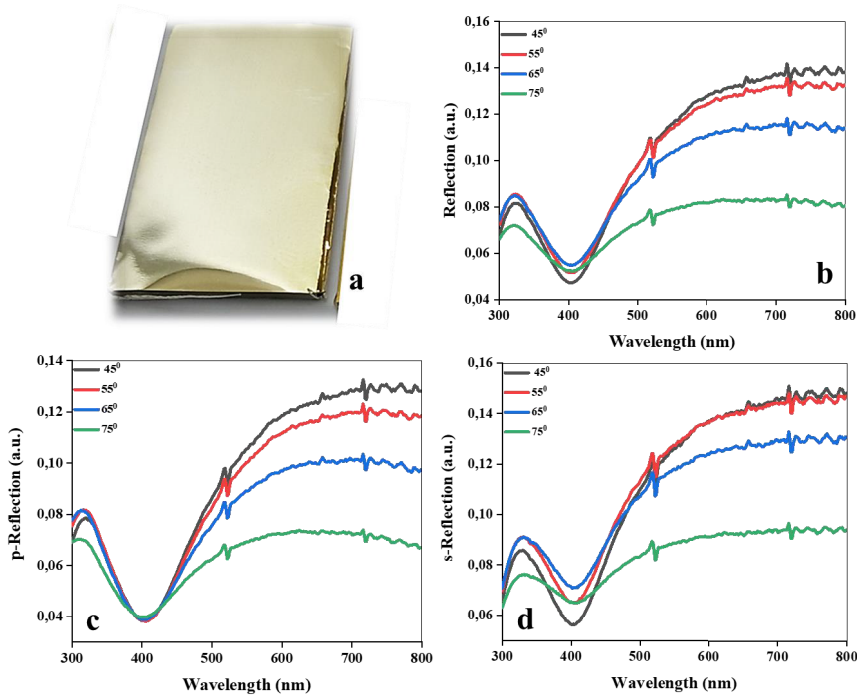 a
0,16
0,14
0,12
0,10
0,08
0,06
0,04
Reflection (a.u.)
45⁰
55⁰
65⁰
75⁰
b
300 400 500 600 700 800
Wavelength (nm)
0,14
0,12
0,10
0,08
0,06
0,04
p-Reflection (a.u.)
45⁰
55⁰
65⁰
75⁰
c
300 400 500 600 700 800
Wavelength (nm)
0,16
0,14
0,12
0,10
0,08
0,06
s-Reflection (a.u.)
45⁰
55⁰
65⁰
75⁰
d
300 400 500 600 700 800
Wavelength (nm)